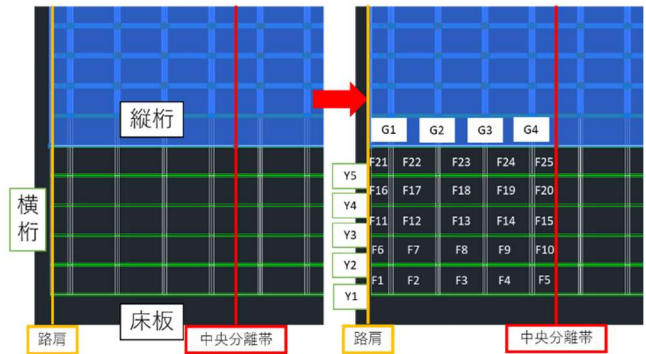 縦桁
横桁
床板
路肩
中央分離帯
G1 G2 G3 G4
F21 F22 F23 F24 F25
Y5
F16 F17 F18 F19 F20
Y4
F11 F12 F13 F14 F15
Y3
F6 F7 F8 F9 F10
Y2
F1 F2 F3 F4 F5
Y1
路肩
中央分離帯